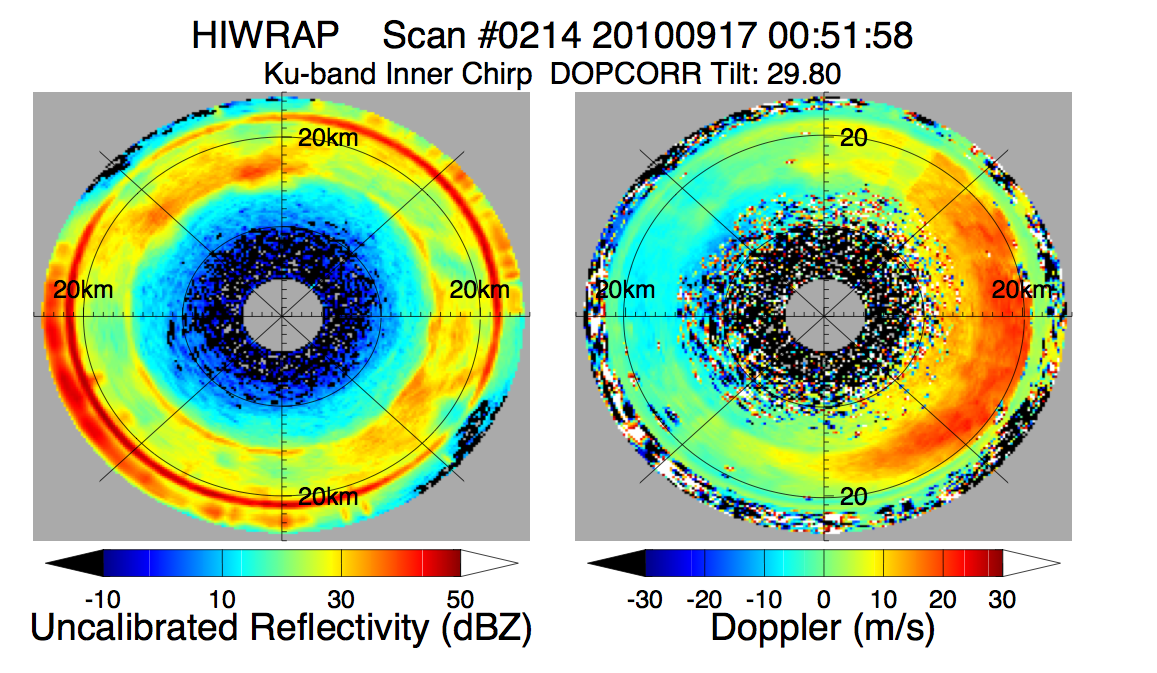 HIWRAP Scan #0214 20100917 00:51:58
Ku-band Inner Chirp DOPCORR Tilt: 29.80
20km
20km
20km
20km
20
20km
20km
20
-10 10 30 50
Uncalibrated Reflectivity (dBZ)
-30 -20 -10 0 10 20 30
Doppler (m/s)